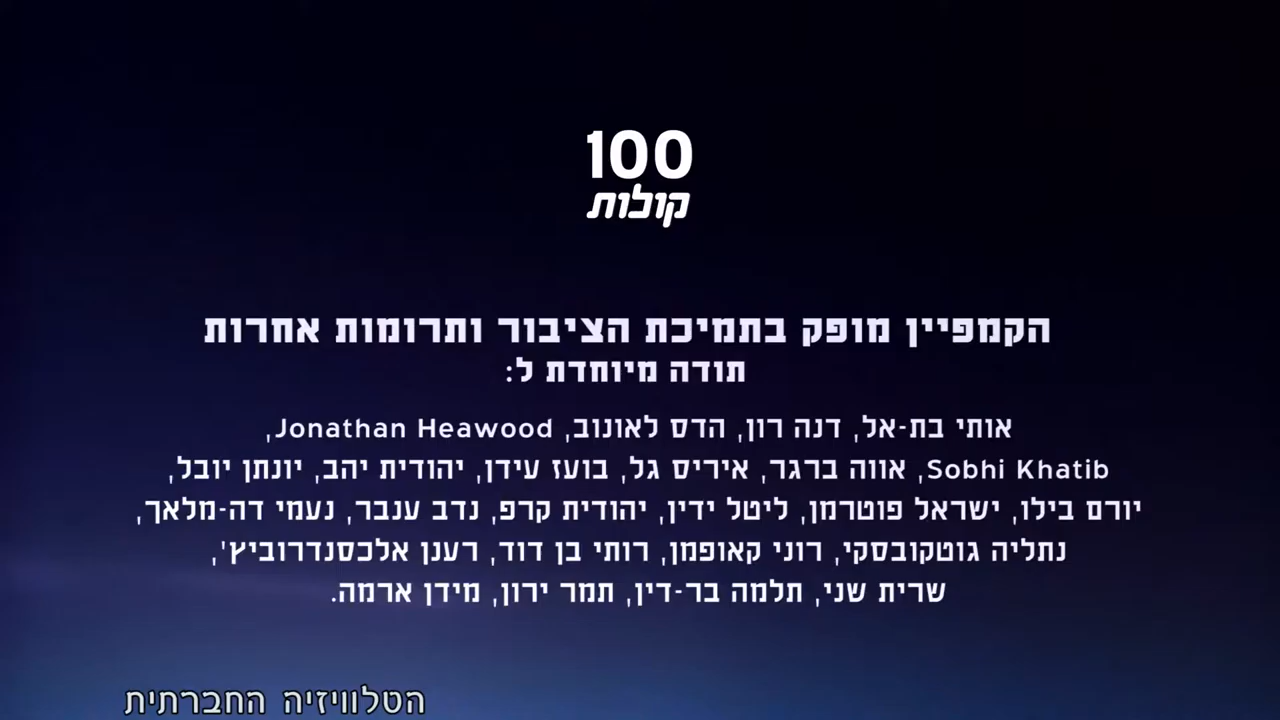 100
קולות
הקמפיין מופק בתמיכת הציבור ותרומות אחרות
תודה מיוחדת ל:
אותי בת-אל, דנה רון, הדס לאונוב, Jonathan Heawood,
Sobhi Khatib, אווה ברגר, איריס גל, בועז עידן, יהודית יהב, יונתן יובל,
יורם בילו, ישראל פוטרמן, ליטל ידין, יהודית קרפ, נדב ענבר, נעמי דה-מלאך,
נתליה גוטקובסקי, רוני קאופמן, רותי בן דוד, רענן אלכסנדרוביץ',
שרית שני, תלמה בר-דין, תמר ירון, מידן ארמה.
הטלוויזיה החברתית